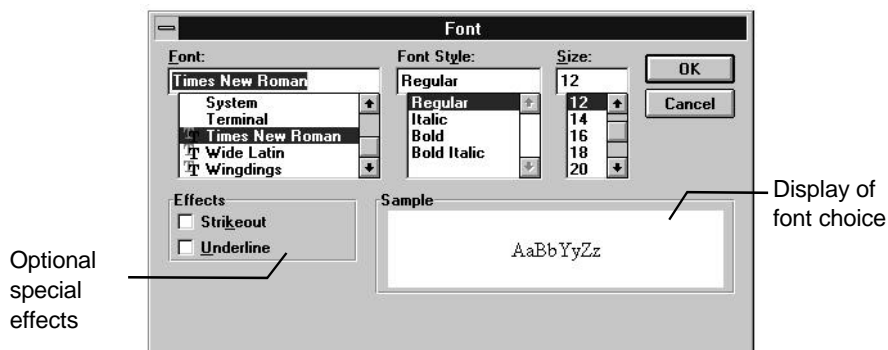 Font
Font:
Times New Roman
System
Terminal
Times New Roman
Wide Latin
Wingdings
Font Style:
Regular
Regular
Italic
Bold
Bold Italic
Size:
12
12
14
16
18
20
OK
Cancel
Effects
Strikeout
Underline
Sample
AaBbYyZz
Optional
special
effects
Display of
font choice